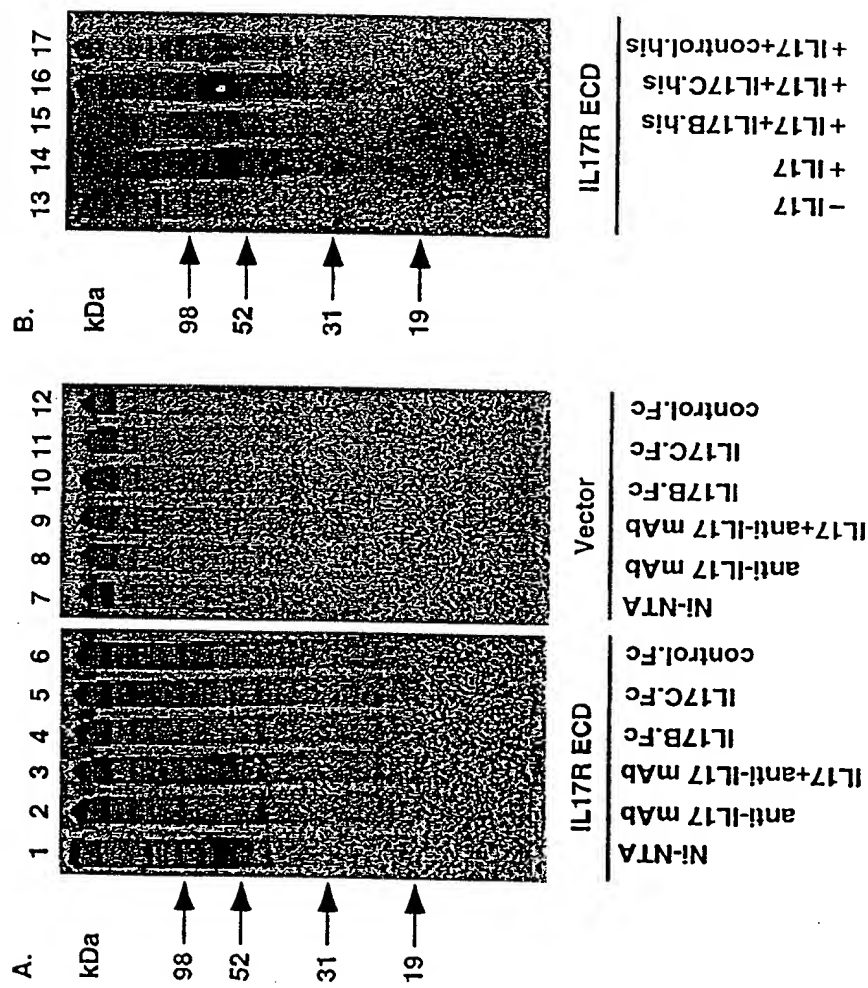 A.
kDa
98
52
31
19
1 2 3 4 5 6
Ni-NTA
anti-IL17 mAb
IL17+anti-IL17 mAb
IL17B.Fc
IL17C.Fc
control.Fc
IL17R ECD
7 8 9 10 11 12
Ni-NTA
anti-IL17 mAb
IL17+anti-IL17 mAb
IL17B.Fc
IL17C.Fc
control.Fc
Vector
B.
kDa
98
52
31
19
13 14 15 16 17
- IL17
+ IL17
+ IL17+IL17B.his
+ IL17+IL17C.his
+ IL17+control.his
IL17R ECD